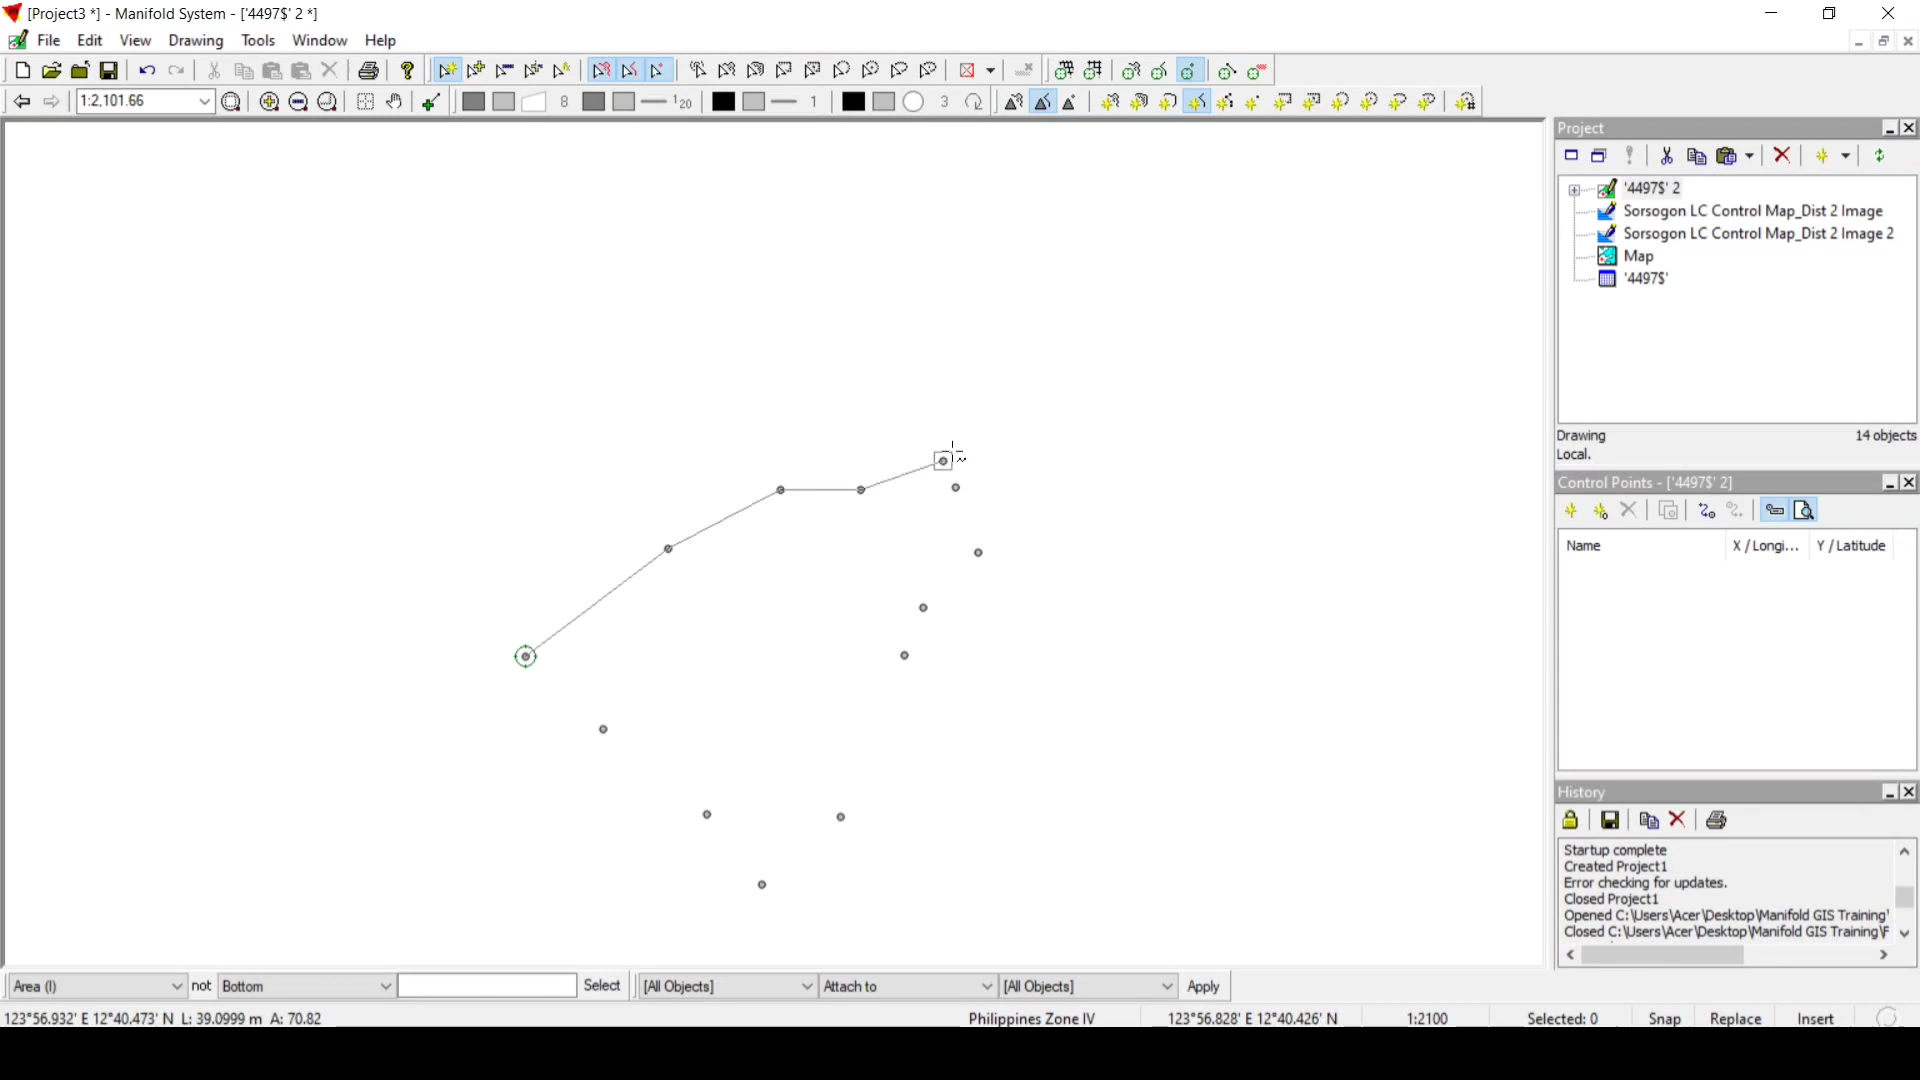 [Project3 *] - Manifold System - ['4497$' 2 *]
File Edit View Drawing Tools Window Help
1:2,101.66 8 1 20 1 3
Project
'4497$' 2
Sorsogon LC Control Map_Dist 2 Image
Sorsogon LC Control Map_Dist 2 Image 2
Map
'4497$'
Drawing 14 objects
Local.
Control Points - ['4497$' 2]
Name X / Longi... Y / Latitude
History
Startup complete
Created Project1
Error checking for updates.
Closed Project1
Opened C:\Users\Acer\Desktop\Manifold GIS Training\
Closed C:\Users\Acer\Desktop\Manifold GIS Training\F
Area (I) not Bottom Select [All Objects] Attach to [All Objects] Apply
123°56.932' E 12°40.473' N L: 39.0999 m A: 70.82 Philippines Zone IV 123°56.828' E 12°40.426' N 1:2100 Selected: 0 Snap Replace Insert